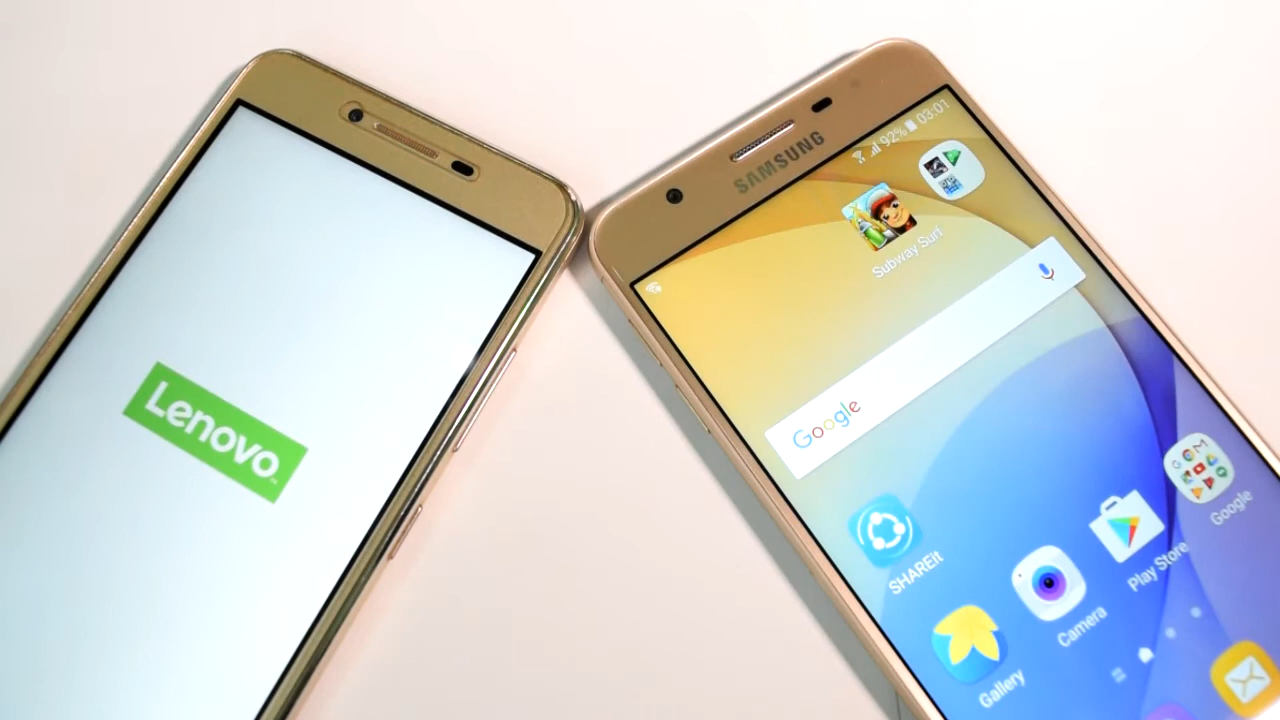 Lenovo
SAMSUNG
92% 03:01
Subway Surf
Google
SHAREit
Gallery
Camera
Play Store
Google